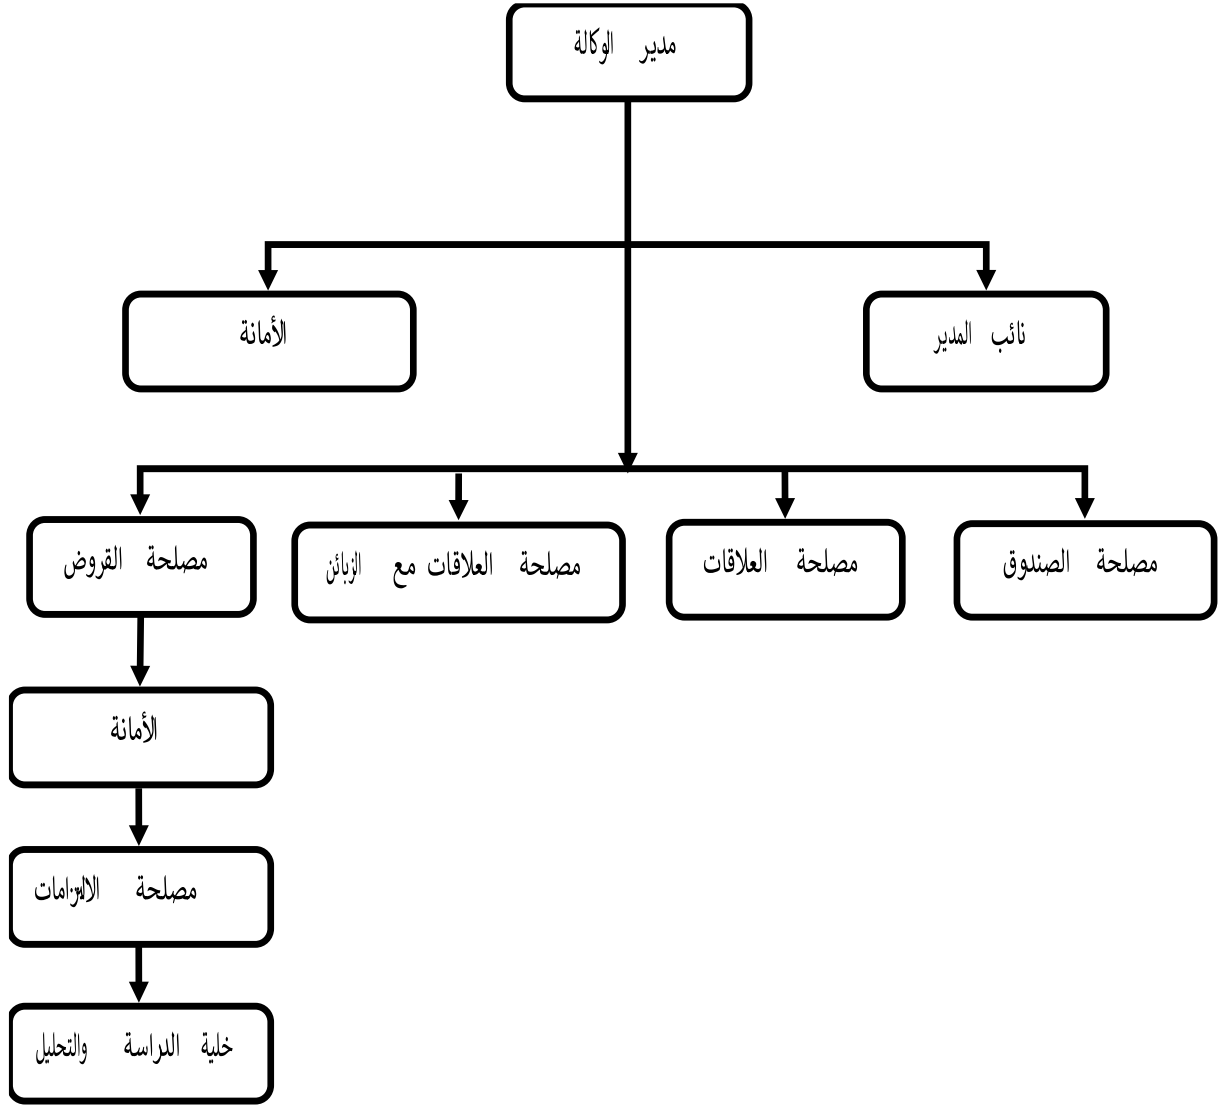 مدير الوكالة
نائب المدير
الأمانة
مصلحة الصندوق
مصلحة العلاقات
مصلحة العلاقات مع الزبائن
مصلحة القروض
الأمانة
مصلحة الالتزامات
خلية الدراسة والتحليل